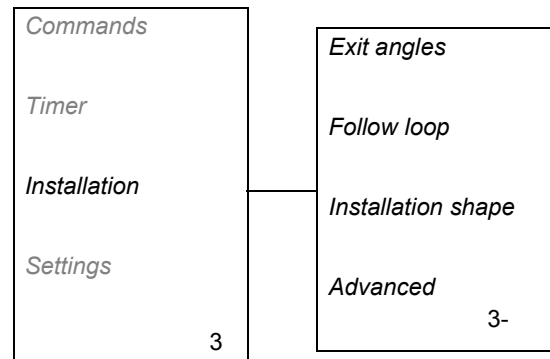 Commands
Timer
Installation
Settings
3
Exit angles
Follow loop
Installation shape
Advanced
3-